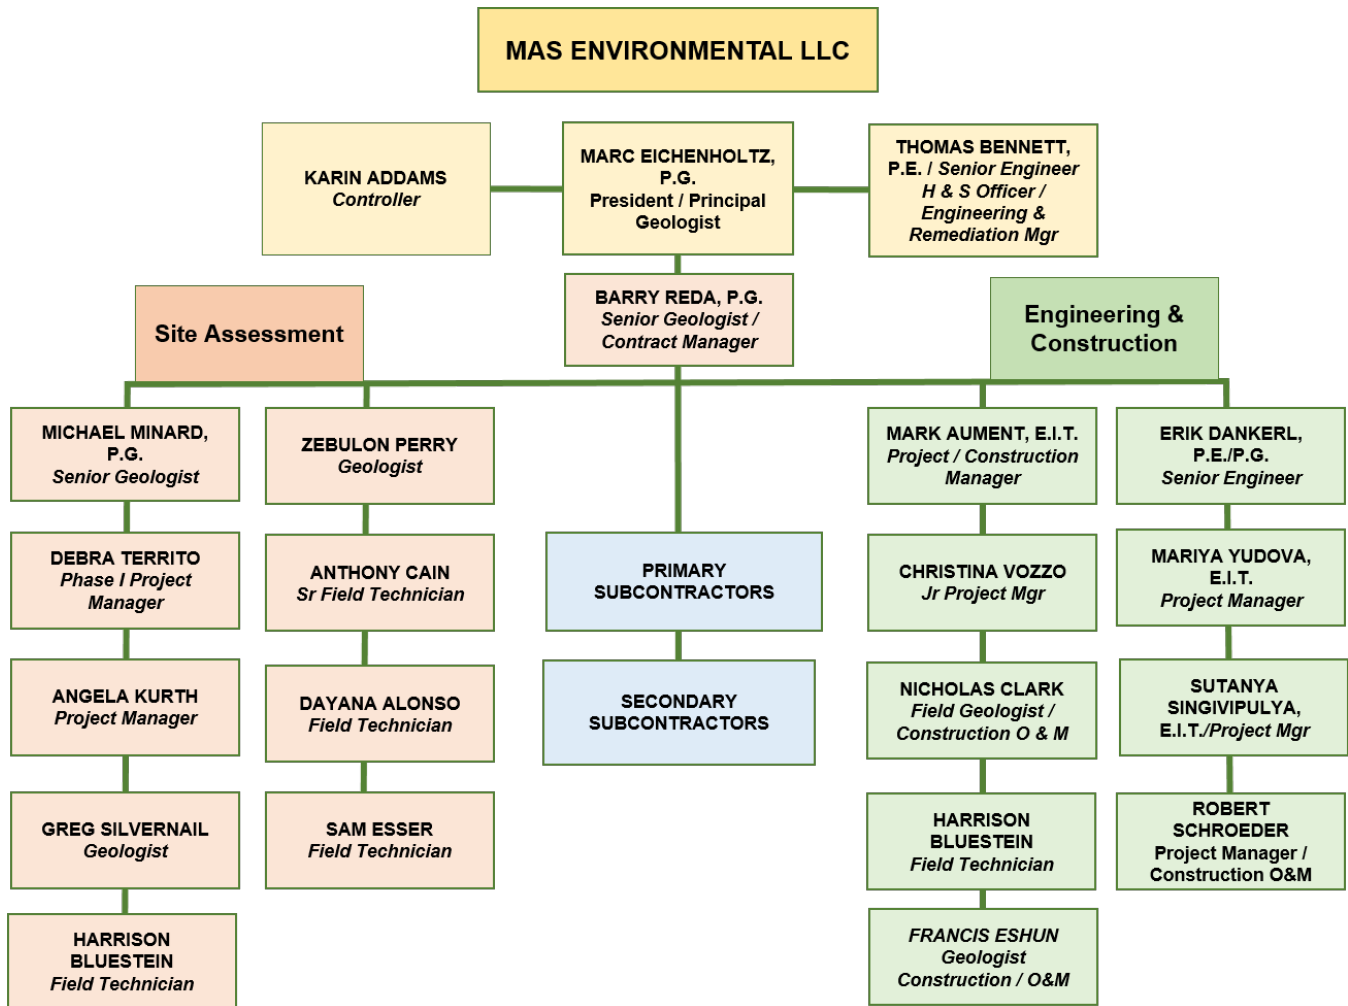 MAS ENVIRONMENTAL LLC
KARIN ADDAMS
Controller
MARC EICHENHOLTZ,
P.G.
President / Principal
Geologist
THOMAS BENNETT,
P.E. / Senior Engineer
H & S Officer /
Engineering &
Remediation Mgr
Site Assessment
BARRY REDA, P.G.
Senior Geologist /
Contract Manager
Engineering &
Construction
MICHAEL MINARD,
P.G.
Senior Geologist
ZEBULON PERRY
Geologist
MARK AUMENT, E.I.T.
Project / Construction
Manager
ERIK DANKERL,
P.E./P.G.
Senior Engineer
DEBRA TERRITO
Phase I Project
Manager
ANTHONY CAIN
Sr Field Technician
PRIMARY
SUBCONTRACTORS
CHRISTINA VOZZO
Jr Project Mgr
MARIYA YUDOVA,
E.I.T.
Project Manager
ANGELA KURTH
Project Manager
DAYANA ALONSO
Field Technician
SECONDARY
SUBCONTRACTORS
NICHOLAS CLARK
Field Geologist /
Construction O & M
SUTANYA
SINGIVIPULYA,
E.I.T./Project Mgr
GREG SILVERNAIL
Geologist
SAM ESSER
Field Technician
HARRISON
BLUESTEIN
Field Technician
ROBERT
SCHROEDER
Project Manager /
Construction O&M
HARRISON
BLUESTEIN
Field Technician
FRANCIS ESHUN
Geologist
Construction / O&M